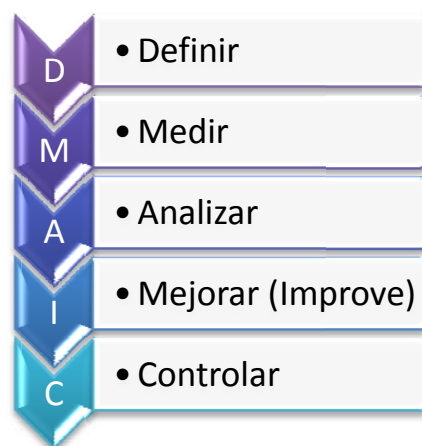 D • Definir
M • Medir
A • Analizar
I • Mejorar (Improve)
C • Controlar